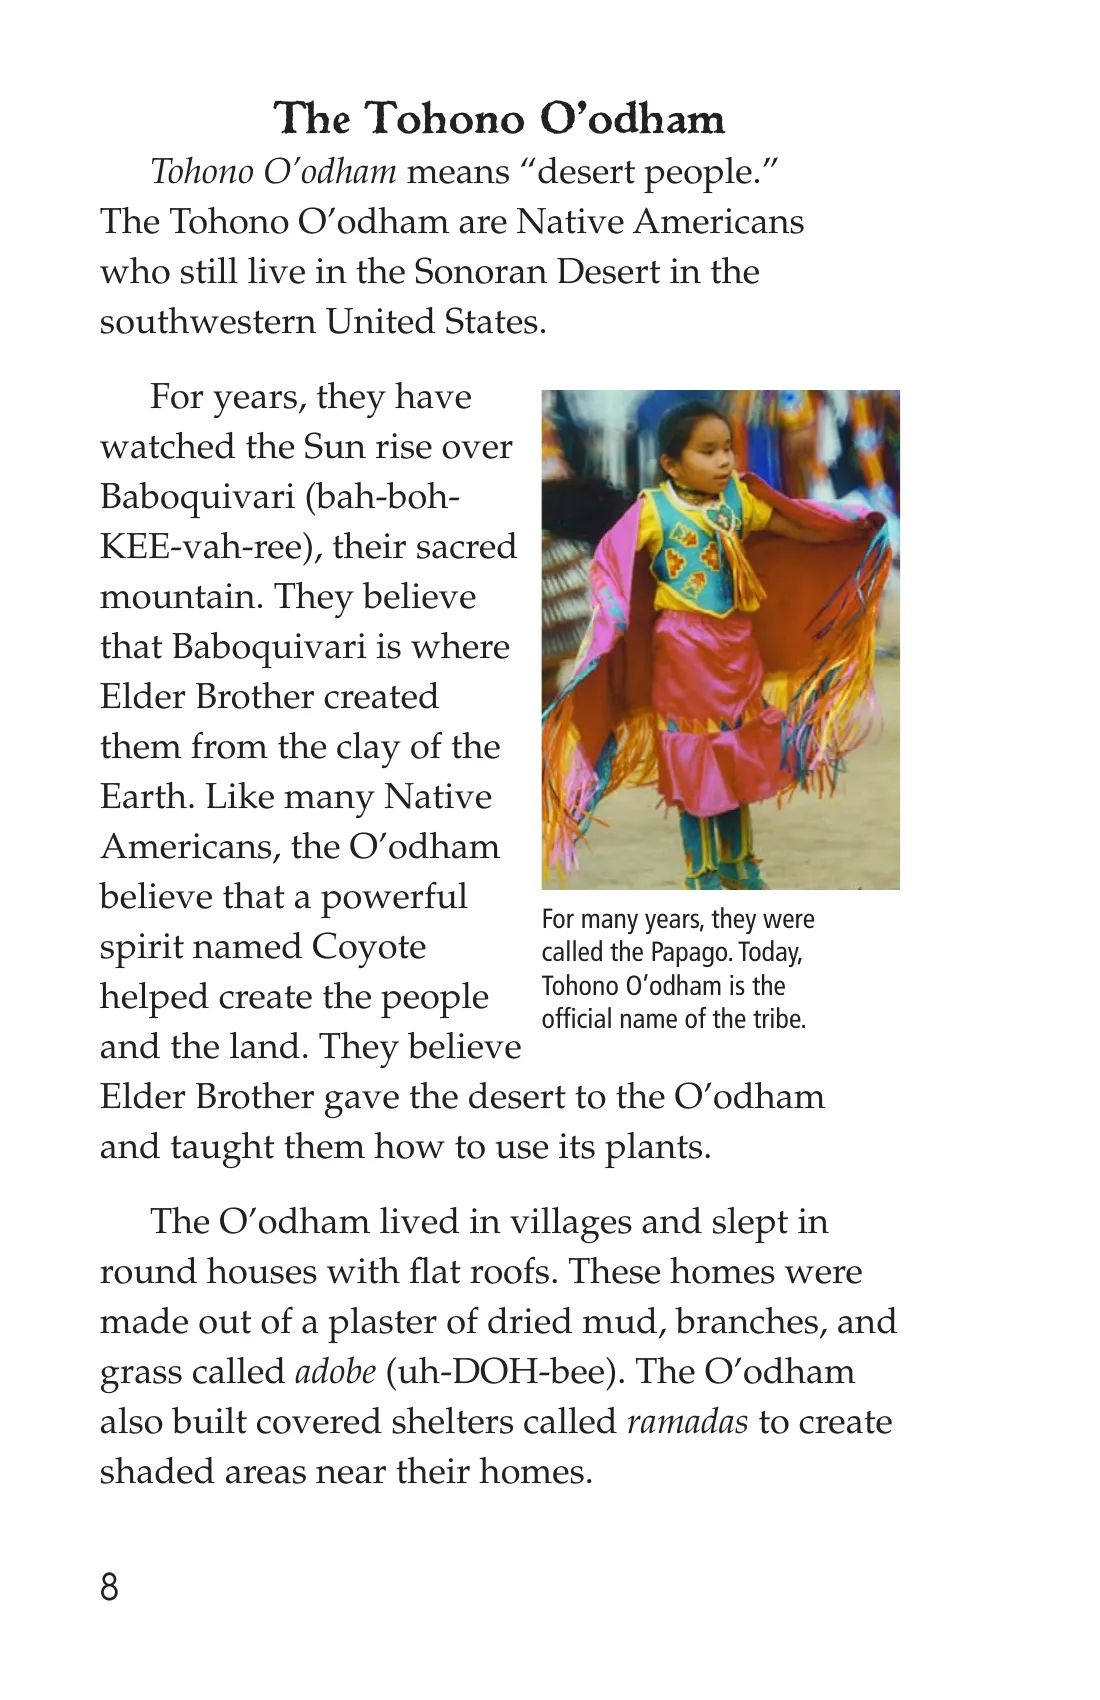 The Tohono O’odham
Tohono O’odham means “desert people.”
The Tohono O’odham are Native Americans
who still live in the Sonoran Desert in the
southwestern United States.
For years, they have
watched the Sun rise over
Baboquivari (bah-boh-
KEE-vah-ree), their sacred
mountain. They believe
that Baboquivari is where
Elder Brother created
them from the clay of the
Earth. Like many Native
Americans, the O’odham
believe that a powerful
spirit named Coyote
helped create the people
and the land. They believe
Elder Brother gave the desert to the O’odham
and taught them how to use its plants.
For many years, they were
called the Papago. Today,
Tohono O’odham is the
official name of the tribe.
The O’odham lived in villages and slept in
round houses with flat roofs. These homes were
made out of a plaster of dried mud, branches, and
grass called adobe (uh-DOH-bee). The O’odham
also built covered shelters called ramadas to create
shaded areas near their homes.
8